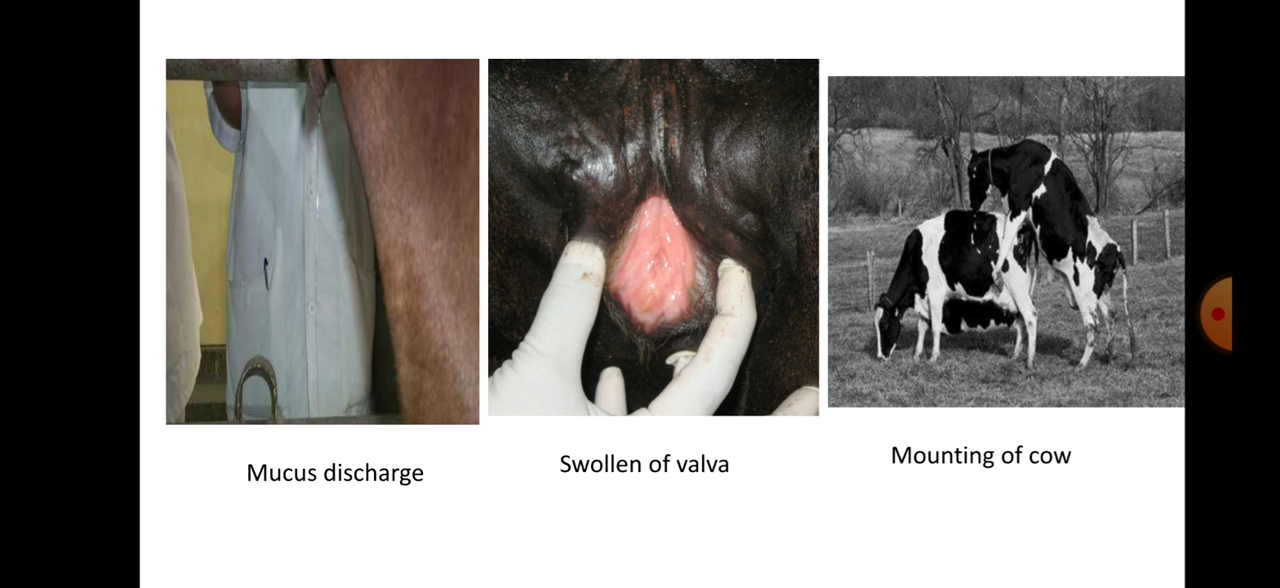 Mucus discharge
Swollen of valva
Mounting of cow